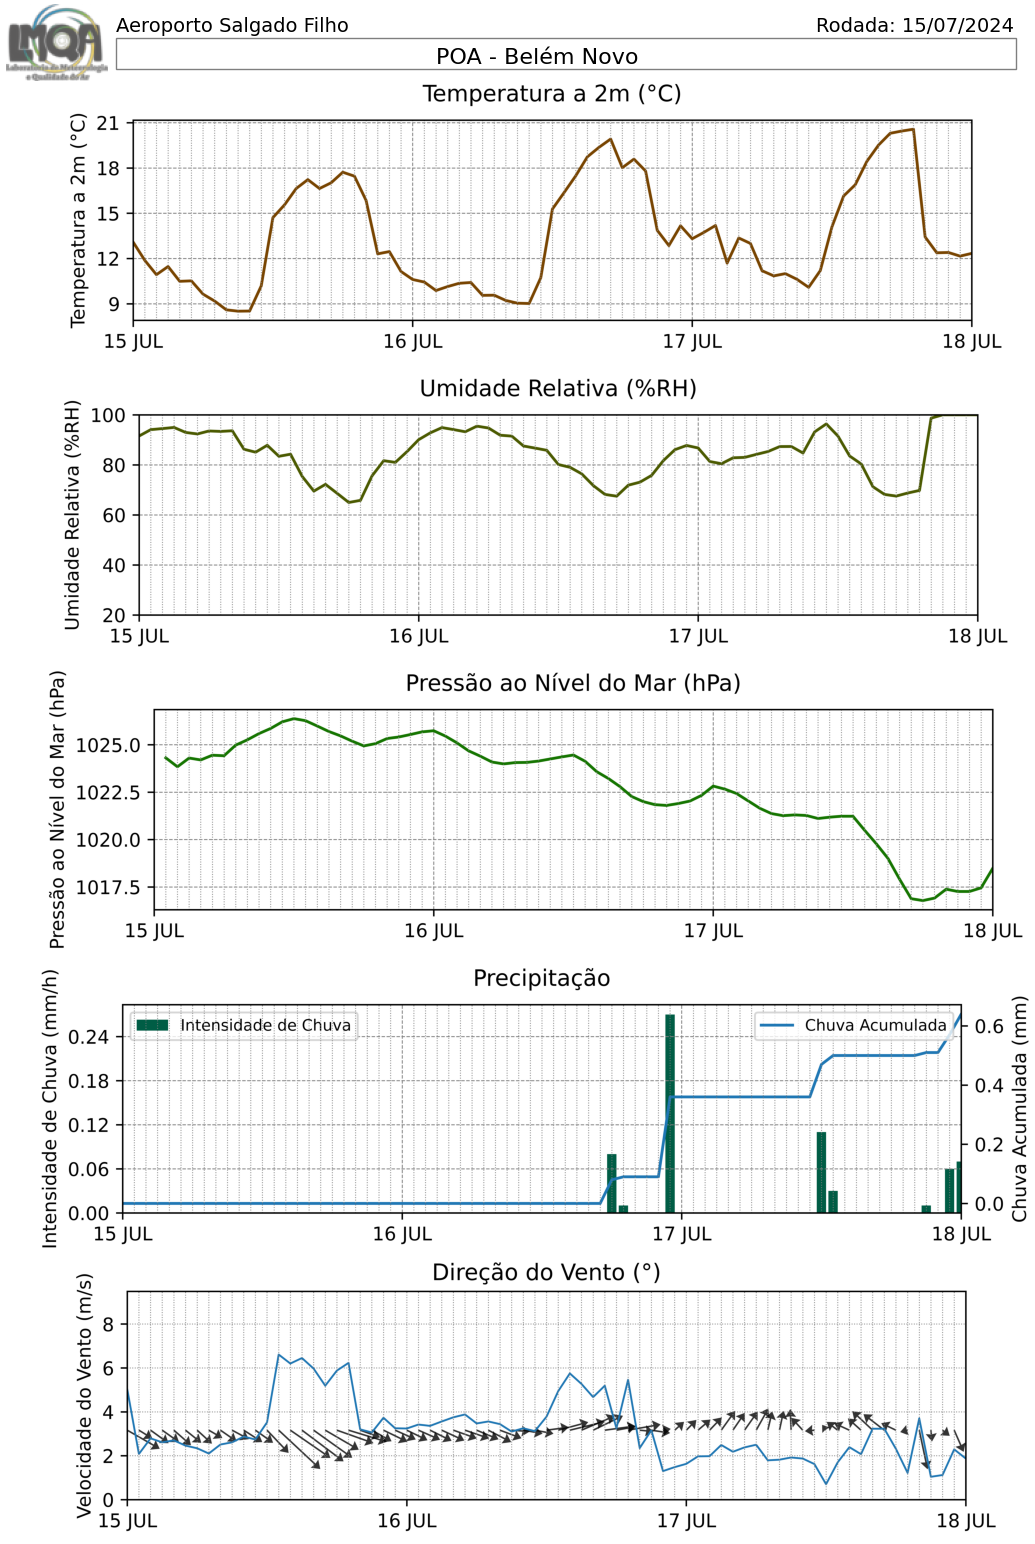 LMQA
Laboratório de Meteorologia
e Qualidade do Ar
Aeroporto Salgado Filho
Rodada: 15/07/2024
POA - Belém Novo
Temperatura a 2m (°C)
Temperatura a 2m (°C)
21
18
15
12
9
15 JUL
16 JUL
17 JUL
18 JUL
Umidade Relativa (%RH)
Umidade Relativa (%RH)
100
80
60
40
20
15 JUL
16 JUL
17 JUL
18 JUL
Pressão ao Nível do Mar (hPa)
Pressão ao Nível do Mar (hPa)
1025.0
1022.5
1020.0
1017.5
15 JUL
16 JUL
17 JUL
18 JUL
Precipitação
Intensidade de Chuva (mm/h)
0.24
0.18
0.12
0.06
0.00
Intensidade de Chuva
Chuva Acumulada
0.6
0.4
0.2
0.0
Chuva Acumulada (mm)
15 JUL
16 JUL
17 JUL
18 JUL
Direção do Vento (°)
Velocidade do Vento (m/s)
8
6
4
2
0
15 JUL
16 JUL
17 JUL
18 JUL